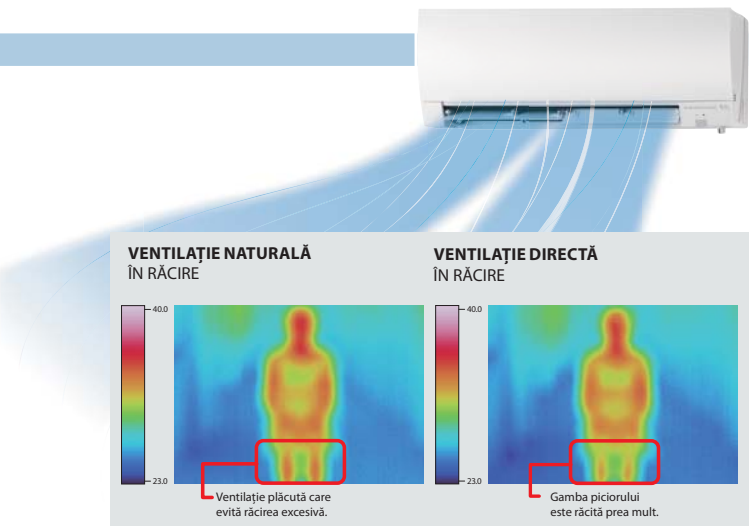 VENTILAȚIE NATURALĂ
ÎN RĂCIRE
40.0
23.0
Ventilație plăcută care
evită răcirea excesivă.
VENTILAȚIE DIRECTĂ
ÎN RĂCIRE
40.0
23.0
Gamba piciorului
este răcită prea mult.